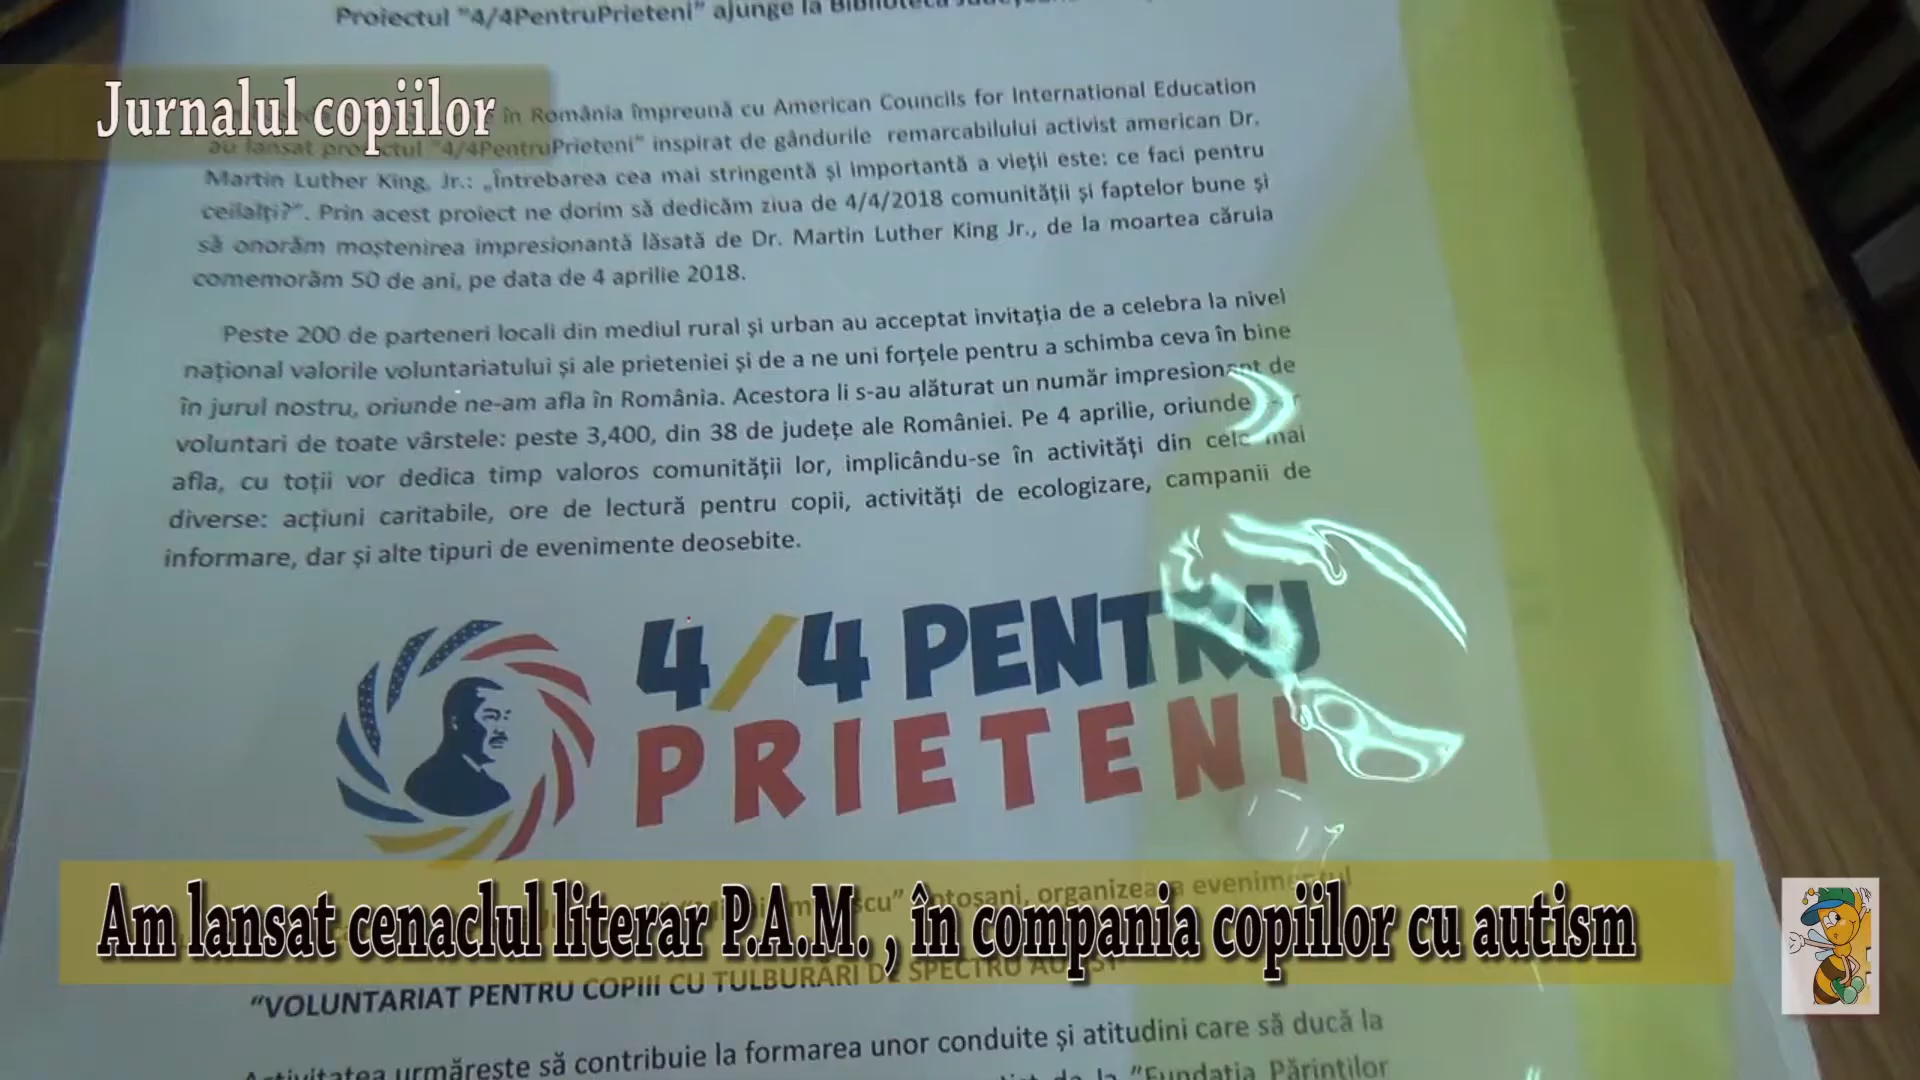 Proiectul "4/4PentruPrieteni" ajunge la Biblioteca
Jurnalul copiilor
în România împreună cu American Councils for International Education
au lansat proiectul "4/4PentruPrieteni" inspirat de gândurile remarcabilului activist american Dr.
Martin Luther King, Jr.: „Întrebarea cea mai stringentă și importantă a vieții este: ce faci pentru
ceilalți?”. Prin acest proiect ne dorim să dedicăm ziua de 4/4/2018 comunității și faptelor bune și
să onorăm moștenirea impresionantă lăsată de Dr. Martin Luther King Jr., de la moartea căruia
comemorăm 50 de ani, pe data de 4 aprilie 2018.
Peste 200 de parteneri locali din mediul rural și urban au acceptat invitația de a celebra la nivel
național valorile voluntariatului și ale prieteniei și de a ne uni forțele pentru a schimba ceva în bine
în jurul nostru, oriunde ne-am afla în România. Acestora li s-au alăturat un număr impresionant de
voluntari de toate vârstele: peste 3,400, din 38 de județe ale României. Pe 4 aprilie, oriunde
afla, cu toții vor dedica timp valoros comunității lor, implicându-se în activități din cele mai
diverse: acțiuni caritabile, ore de lectură pentru copii, activități de ecologizare, campanii de
informare, dar și alte tipuri de evenimente deosebite.
4/4 PENTRU
PRIETENI
organizează evenimentul
Am lansat cenaclul literar P.A.M. , în compania copiilor cu autism
“VOLUNTARIAT PENTRU COPIII CU TULBURĂRI DE SPECTRU
Activitatea urmărește să contribuie la formarea unor conduite și atitudini care să ducă la
de la ”Fundația Părinților